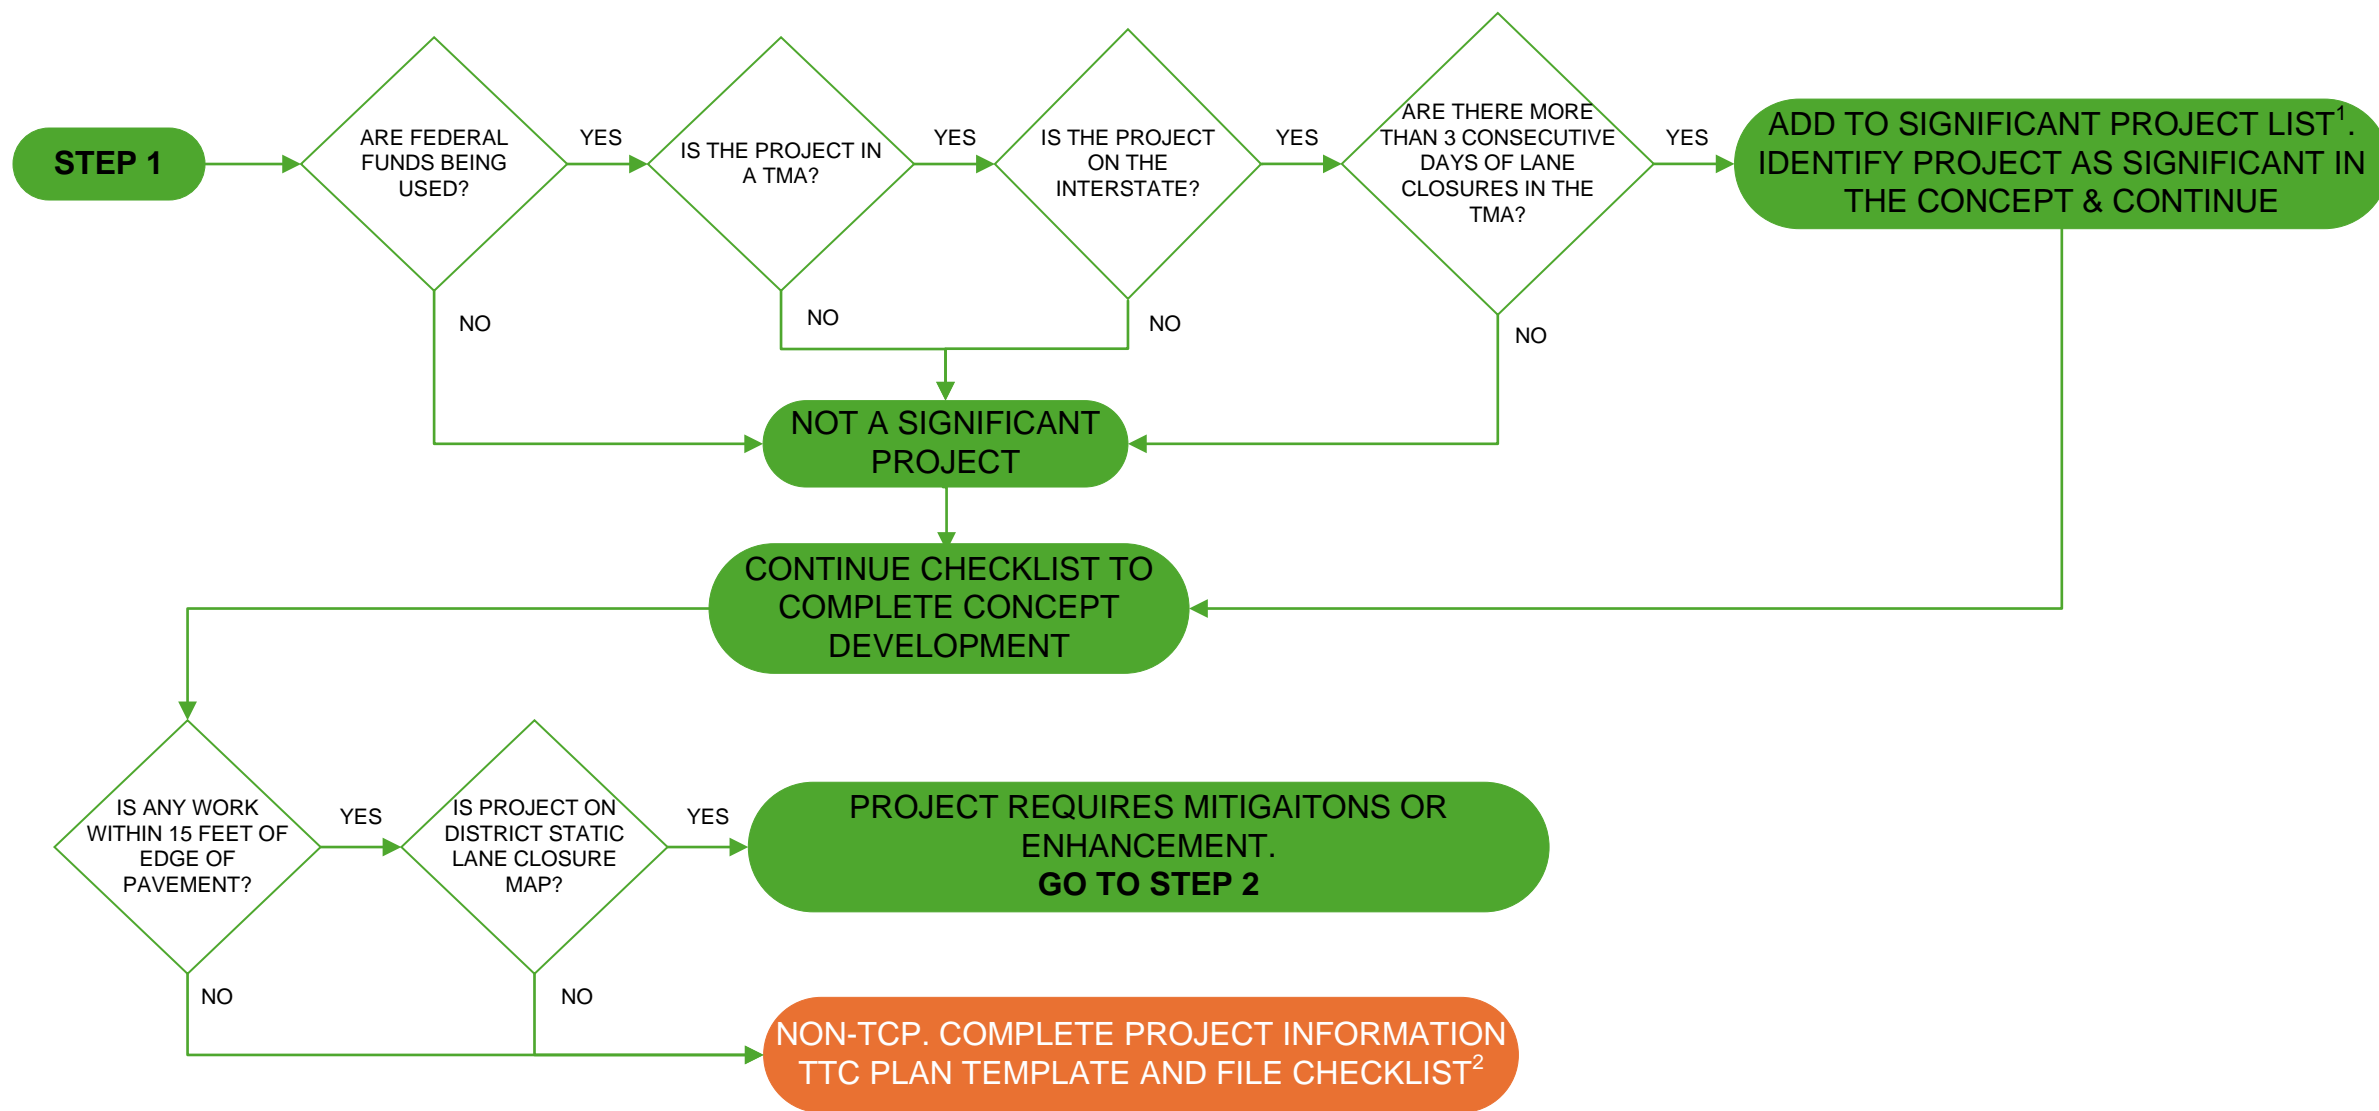 STEP 1
ARE FEDERAL
FUNDS BEING
USED?
YES
NO
IS THE PROJECT IN
A TMA?
YES
NO
IS THE PROJECT
ON THE
INTERSTATE?
YES
NO
ARE THERE MORE
THAN 3 CONSECUTIVE
DAYS OF LANE
CLOSURES IN THE
TMA?
YES
NO
ADD TO SIGNIFICANT PROJECT LIST¹.
IDENTIFY PROJECT AS SIGNIFICANT IN
THE CONCEPT & CONTINUE
NOT A SIGNIFICANT
PROJECT
CONTINUE CHECKLIST TO
COMPLETE CONCEPT
DEVELOPMENT
IS ANY WORK
WITHIN 15 FEET OF
EDGE OF
PAVEMENT?
YES
NO
IS PROJECT ON
DISTRICT STATIC
LANE CLOSURE
MAP?
YES
NO
PROJECT REQUIRES MITIGAITONS OR
ENHANCEMENT.
GO TO STEP 2
NON-TCP. COMPLETE PROJECT INFORMATION
TTC PLAN TEMPLATE AND FILE CHECKLIST²